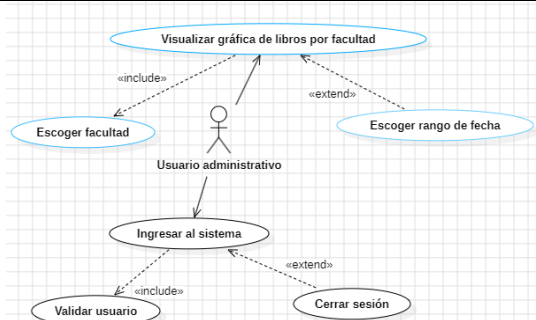 Visualizar gráfica de libros por facultad
«include»
«extend»
Escoger facultad
Escoger rango de fecha
Usuario administrativo
Ingresar al sistema
«extend»
«include»
Validar usuario
Cerrar sesión